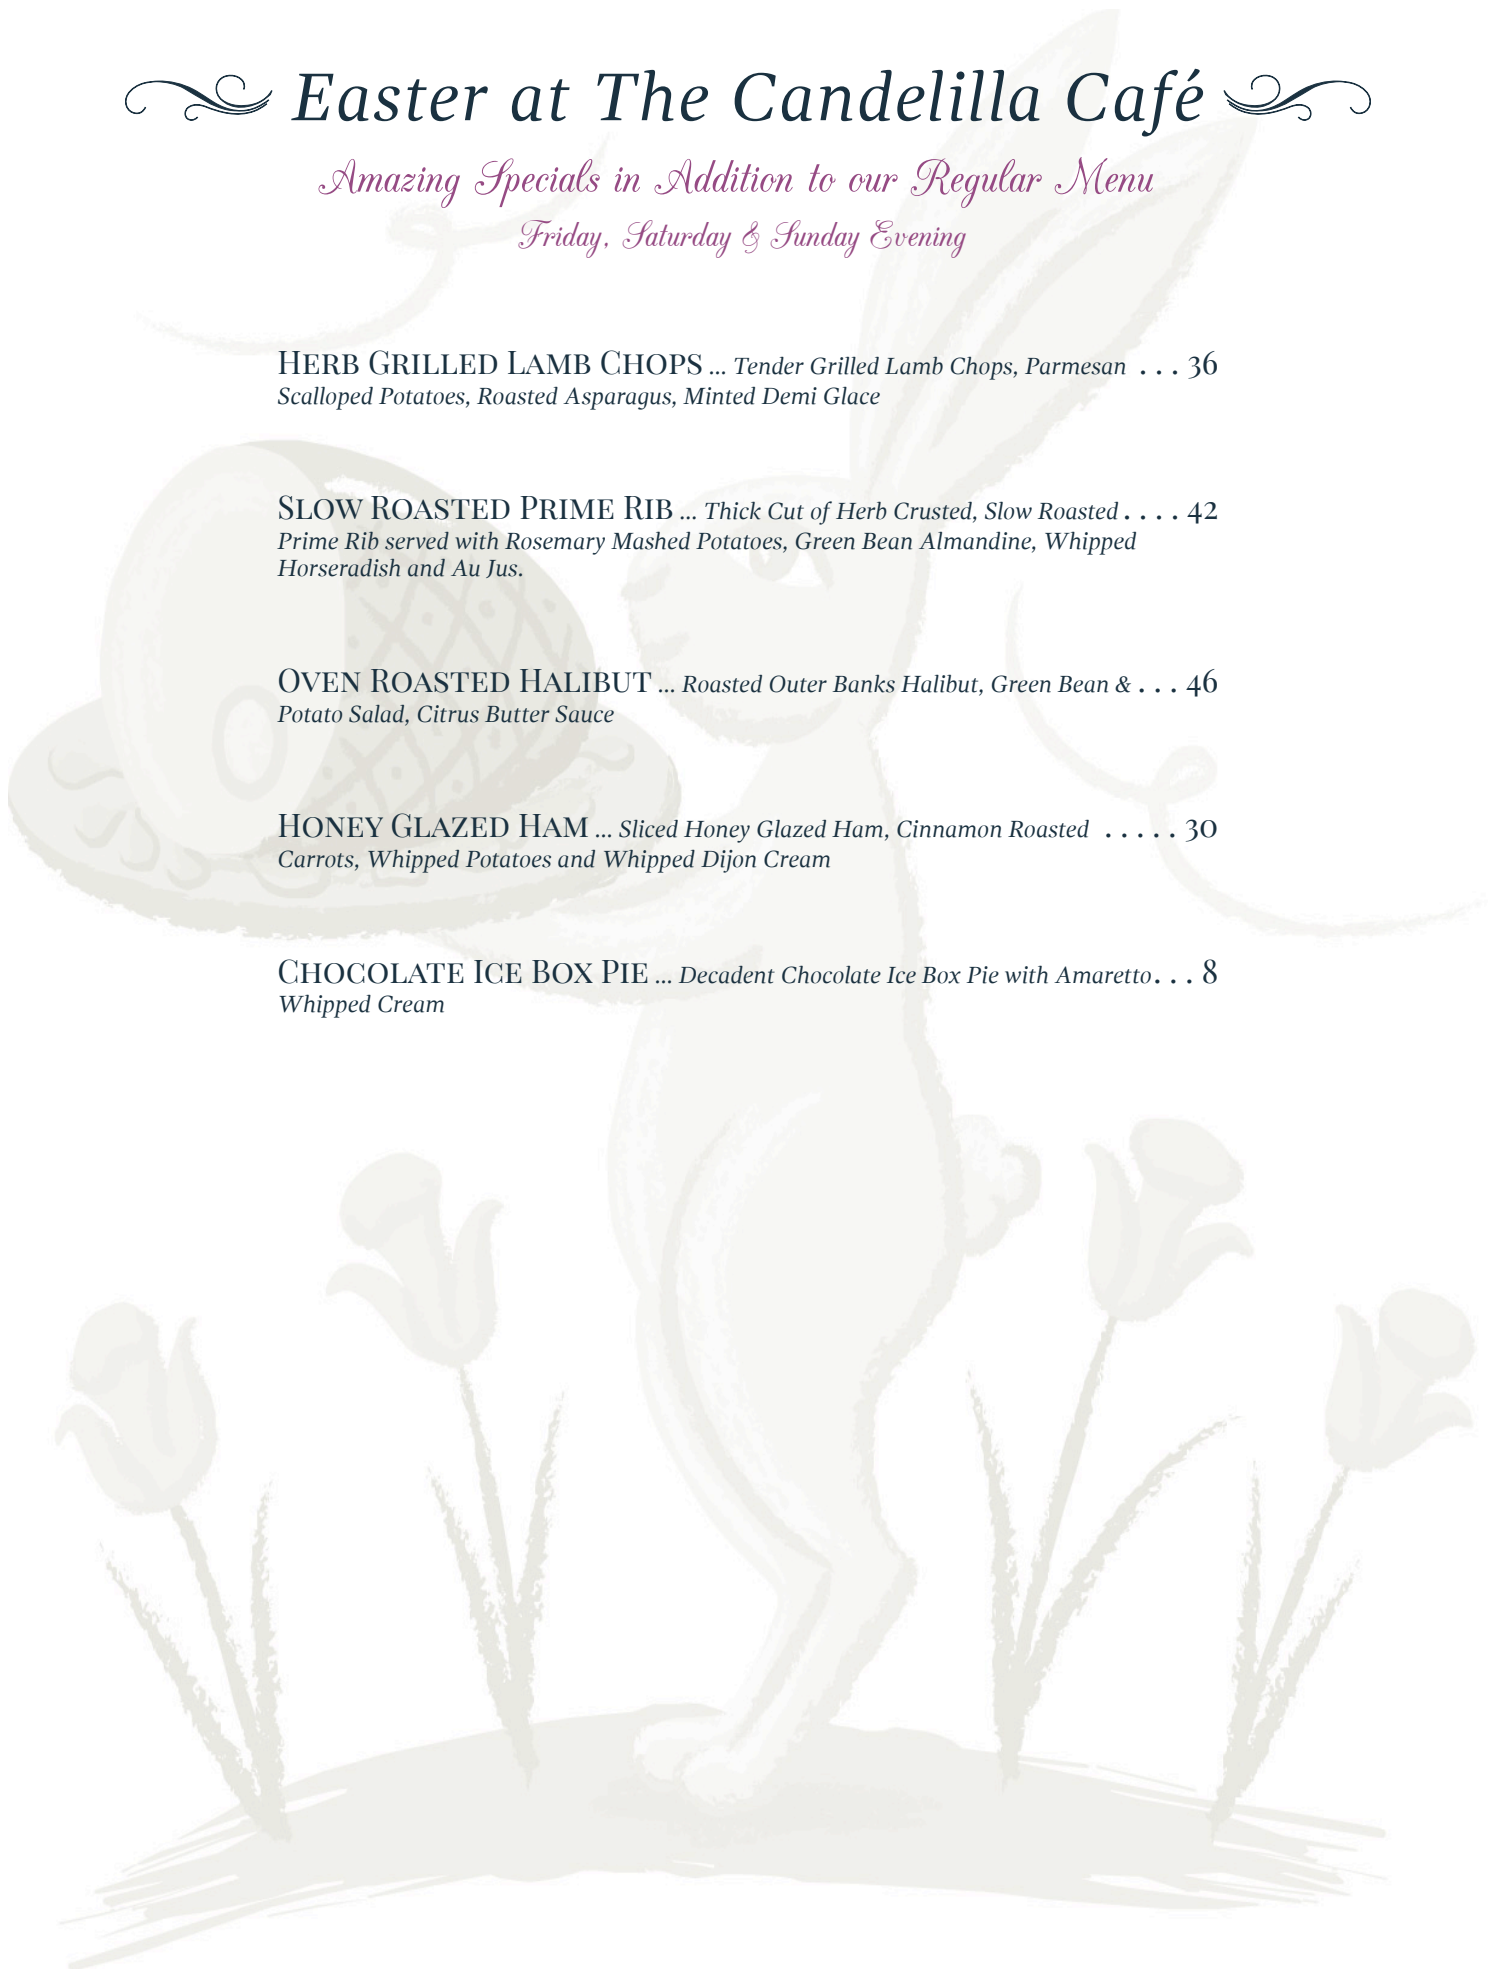 Easter at The Candelilla Café
Amazing Specials in Addition to our Regular Menu
Friday, Saturday & Sunday Evening
HERB GRILLED LAMB CHOPS ... Tender Grilled Lamb Chops, Parmesan . . . 36
Scalloped Potatoes, Roasted Asparagus, Minted Demi Glace
SLOW ROASTED PRIME RIB ... Thick Cut of Herb Crusted, Slow Roasted . . . . 42
Prime Rib served with Rosemary Mashed Potatoes, Green Bean Almandine, Whipped
Horseradish and Au Jus.
OVEN ROASTED HALIBUT ... Roasted Outer Banks Halibut, Green Bean & . . . 46
Potato Salad, Citrus Butter Sauce
HONEY GLAZED HAM ... Sliced Honey Glazed Ham, Cinnamon Roasted . . . . . 30
Carrots, Whipped Potatoes and Whipped Dijon Cream
CHOCOLATE ICE BOX PIE ... Decadent Chocolate Ice Box Pie with Amaretto. . . 8
Whipped Cream